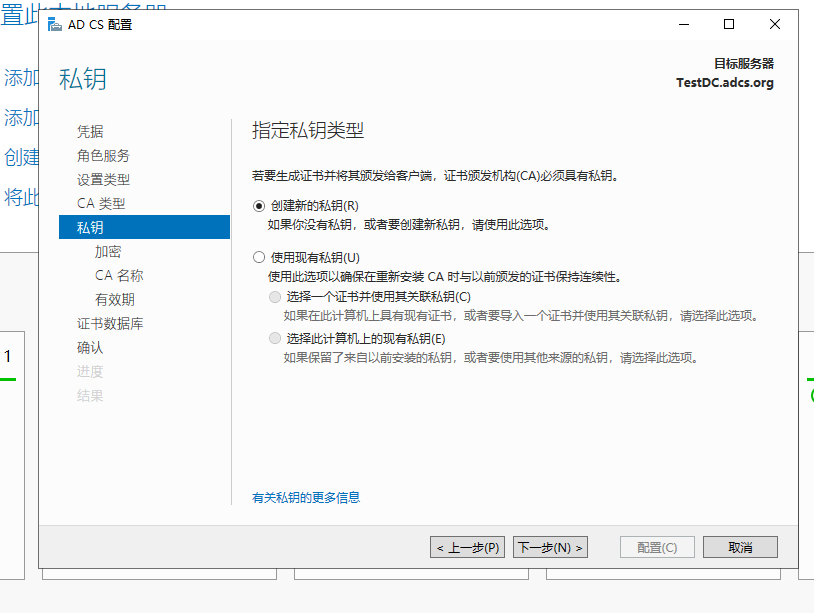 AD CS 配置
私钥
目标服务器
TestDC.adcs.org
添加
添加
创建
将此
1
凭据
角色服务
设置类型
CA 类型
私钥
加密
CA 名称
有效期
证书数据库
确认
进度
结果
指定私钥类型
若要生成证书并将其颁发给客户端，证书颁发机构(CA)必须具有私钥。
创建新的私钥(R)
如果你没有私钥，或者要创建新私钥，请使用此选项。
使用现有私钥(U)
使用此选项以确保在重新安装 CA 时与以前颁发的证书保持连续性。
选择一个证书并使用其关联私钥(C)
如果在此计算机上具有现有证书，或者要导入一个证书并使用其关联私钥，请选择此选项。
选择此计算机上的现有私钥(E)
如果保留了来自以前安装的私钥，或者要使用其他来源的私钥，请选择此选项。
有关私钥的更多信息
< 上一步(P)
下一步(N) >
配置(C)
取消